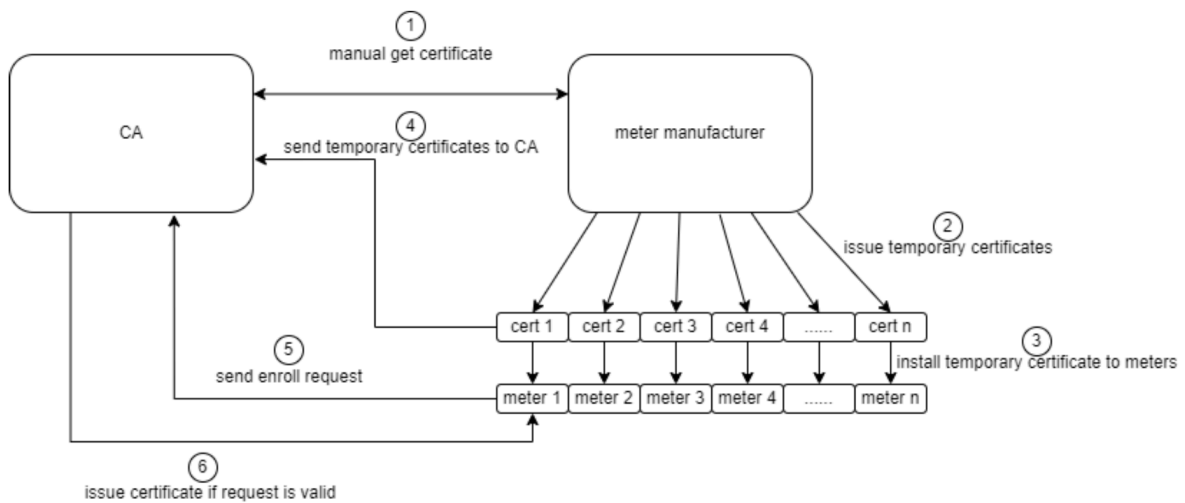 1
manual get certificate
CA
meter manufacturer
4
send temporary certificates to CA
2
issue temporary certificates
cert 1 cert 2 cert 3 cert 4 ...... cert n
3
install temporary certificate to meters
5
send enroll request
meter 1 meter 2 meter 3 meter 4 ...... meter n
6
issue certificate if request is valid